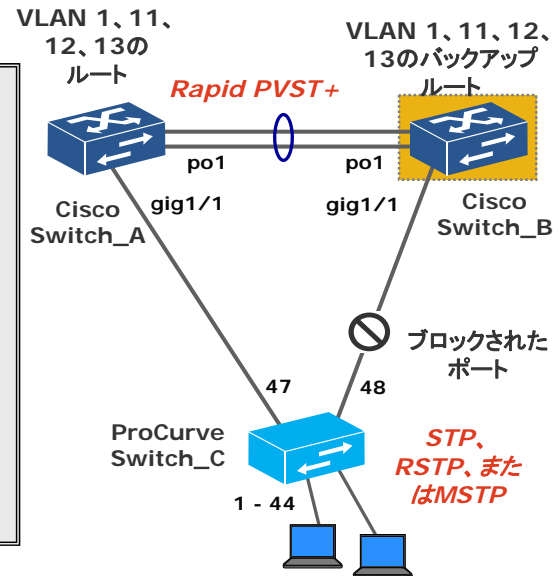 VLAN 1、11、
12、13の
ルート
VLAN 1、11、12、
13のバックアップ
ルート
Rapid PVST+
po1
po1
gig1/1
gig1/1
Cisco
Switch_A
Cisco
Switch_B
ブロックされた
ポート
47
48
ProCurve
Switch_C
STP、
RSTP、また
はMSTP
1 - 44